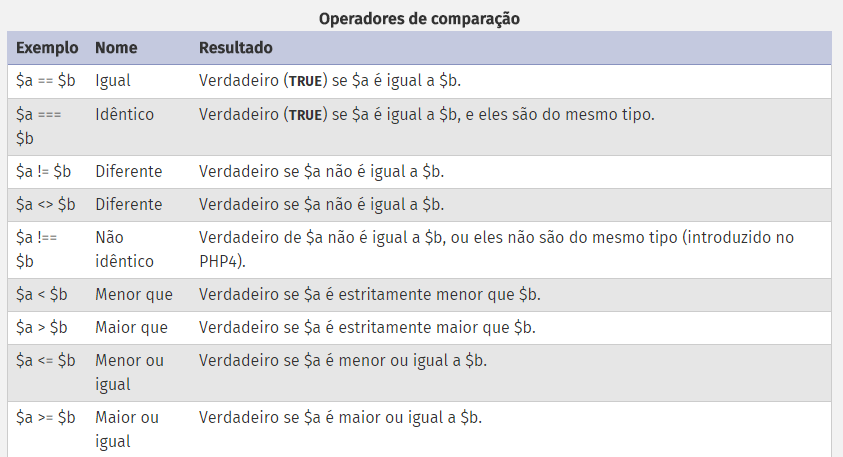 Operadores de comparação
Exemplo Nome Resultado
$a == $b Igual Verdadeiro (TRUE) se $a é igual a $b.
$a === Idêntico Verdadeiro (TRUE) se $a é igual a $b, e eles são do mesmo tipo.
$b
$a != $b Diferente Verdadeiro se $a não é igual a $b.
$a <> $b Diferente Verdadeiro se $a não é igual a $b.
$a !== Não Verdadeiro de $a não é igual a $b, ou eles não são do mesmo tipo (introduzido no
$b idêntico PHP4).
$a < $b Menor que Verdadeiro se $a é estritamente menor que $b.
$a > $b Maior que Verdadeiro se $a é estritamente maior que $b.
$a <= $b Menor ou Verdadeiro se $a é menor ou igual a $b.
igual
$a >= $b Maior ou Verdadeiro se $a é maior ou igual a $b.
igual